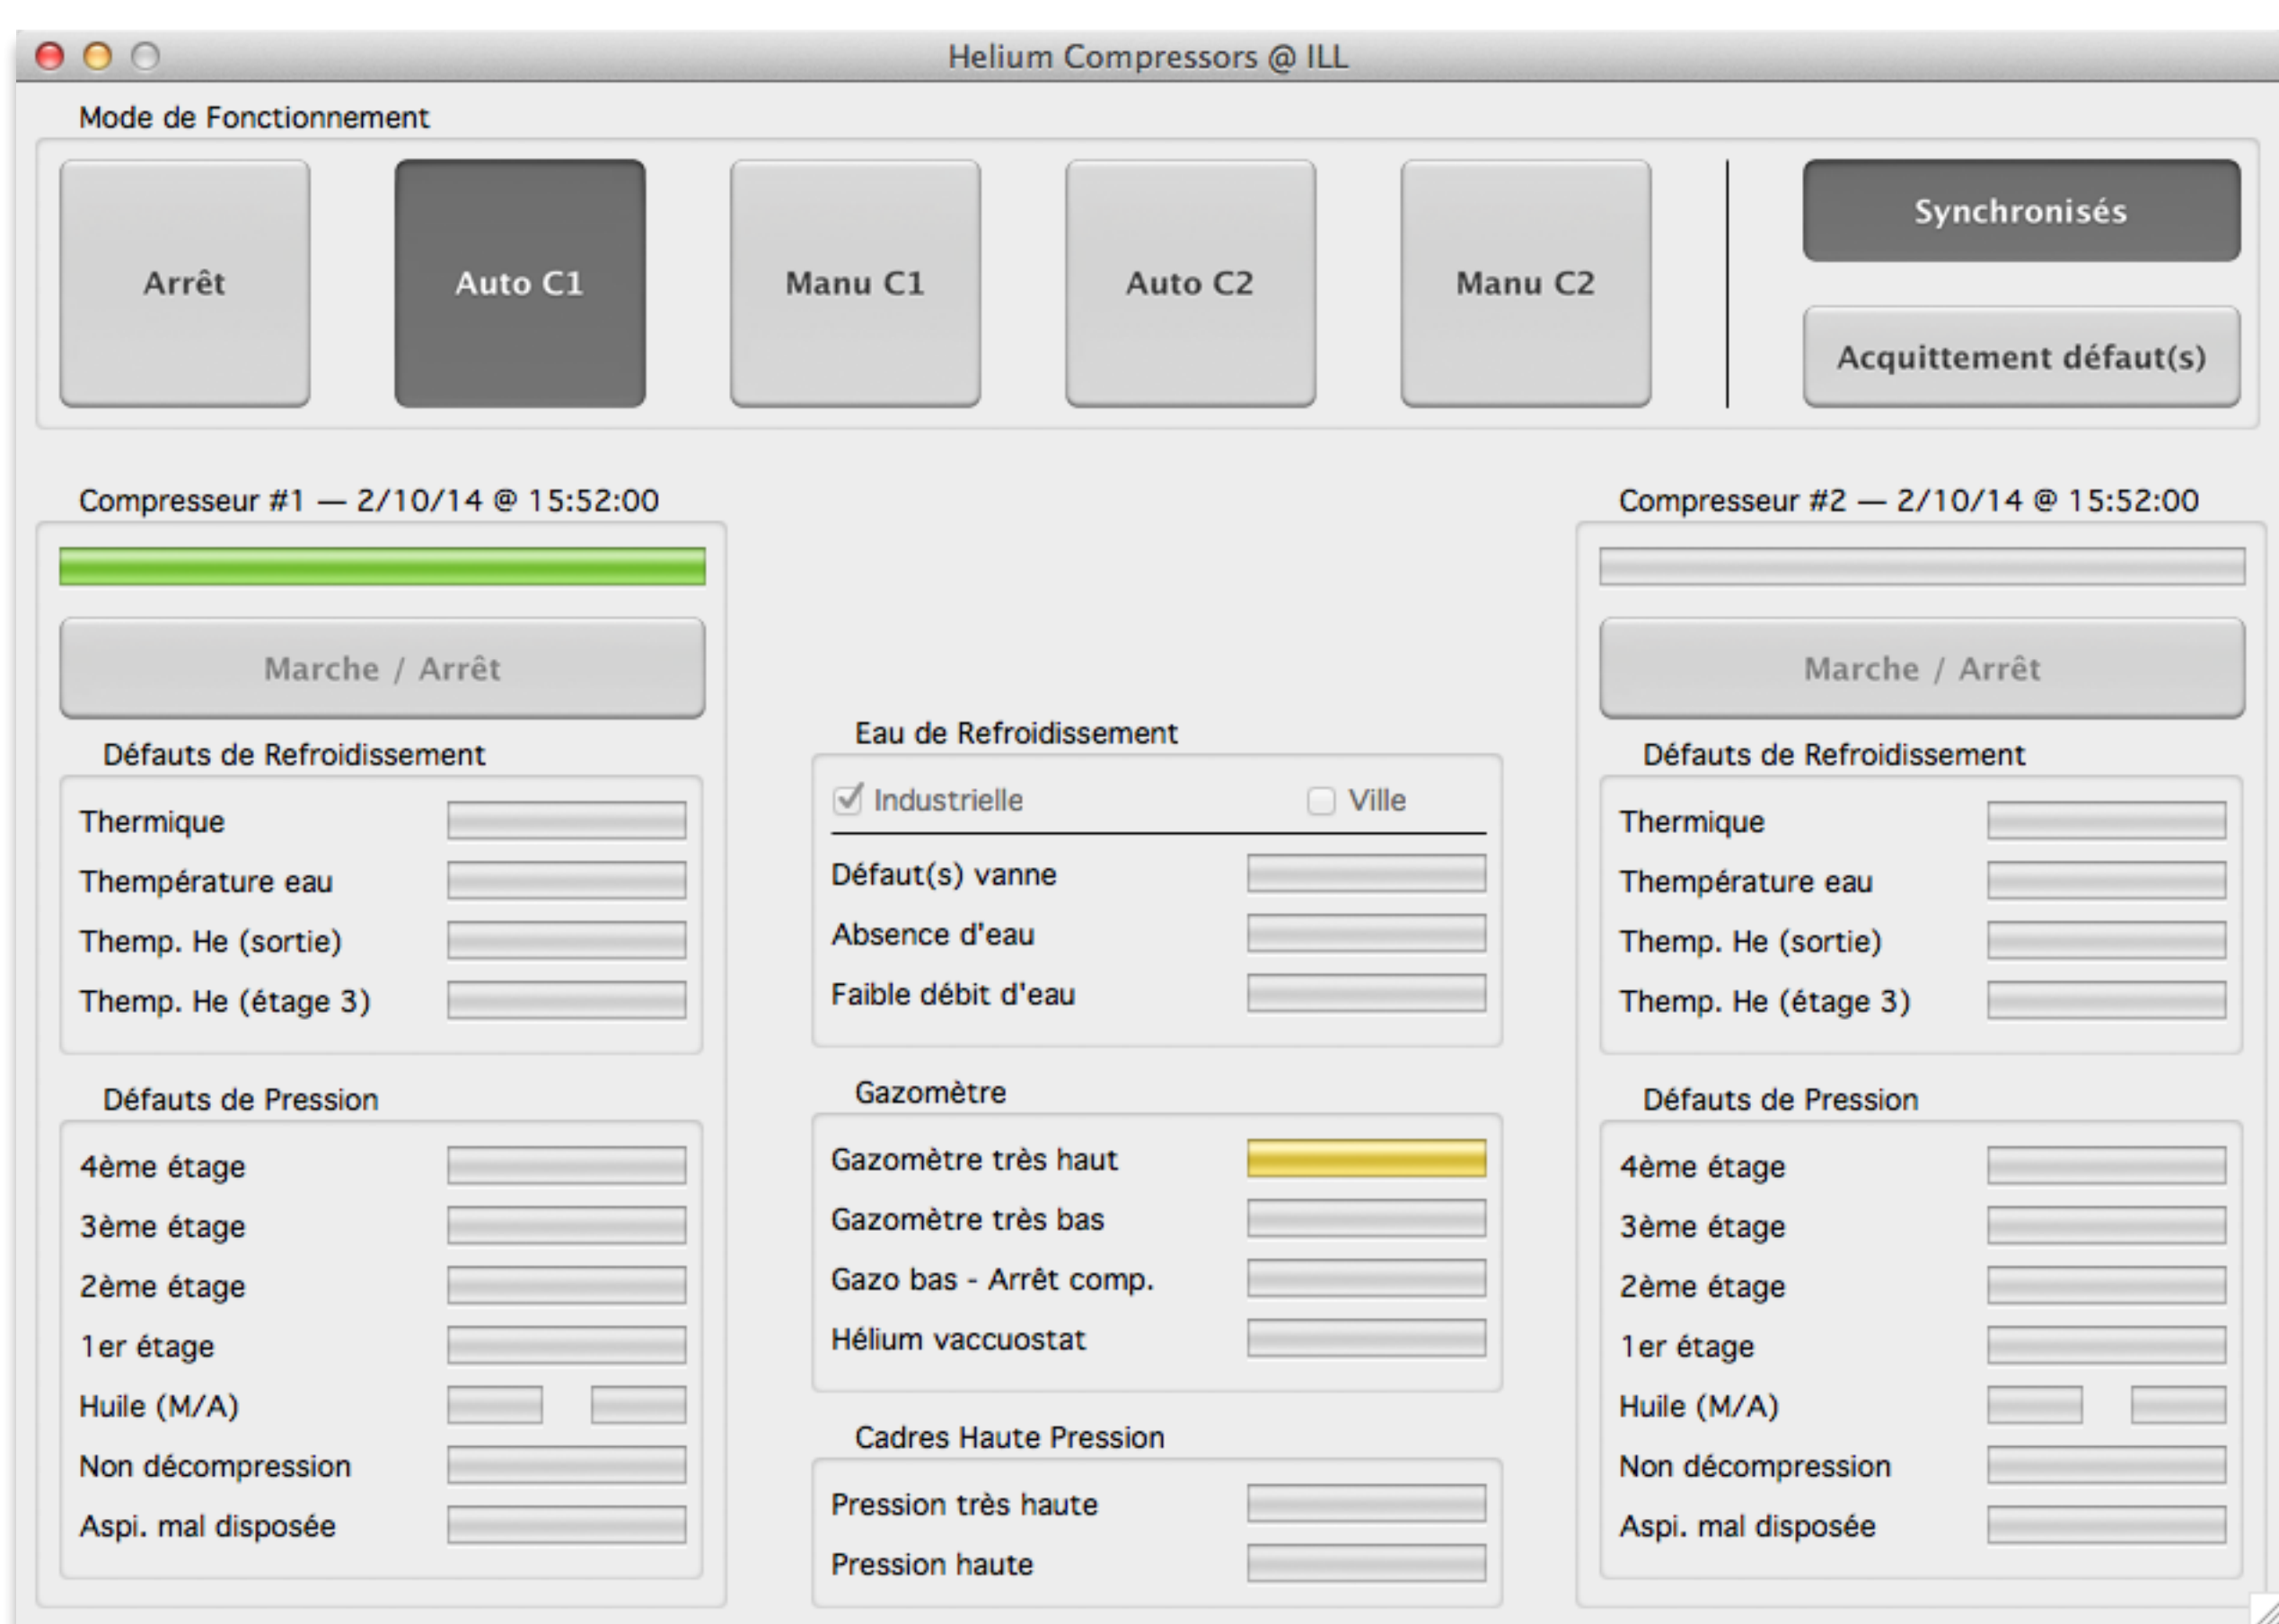 Helium Compressors @ ILL
Mode de Fonctionnement
Arrêt
Auto C1
Manu C1
Auto C2
Manu C2
Synchronisés
Acquittement défaut(s)
Compresseur #1 — 2/10/14 @ 15:52:00
Marche / Arrêt
Défauts de Refroidissement
Thermique
Thempérature eau
Themp. He (sortie)
Themp. He (étage 3)
Défauts de Pression
4ème étage
3ème étage
2ème étage
1er étage
Huile (M/A)
Non décompression
Aspi. mal disposée
Eau de Refroidissement
Industrielle
Ville
Défaut(s) vanne
Absence d'eau
Faible débit d'eau
Gazomètre
Gazomètre très haut
Gazomètre très bas
Gazo bas - Arrêt comp.
Hélium vaccuostat
Cadres Haute Pression
Pression très haute
Pression haute
Compresseur #2 — 2/10/14 @ 15:52:00
Marche / Arrêt
Défauts de Refroidissement
Thermique
Thempérature eau
Themp. He (sortie)
Themp. He (étage 3)
Défauts de Pression
4ème étage
3ème étage
2ème étage
1er étage
Huile (M/A)
Non décompression
Aspi. mal disposée